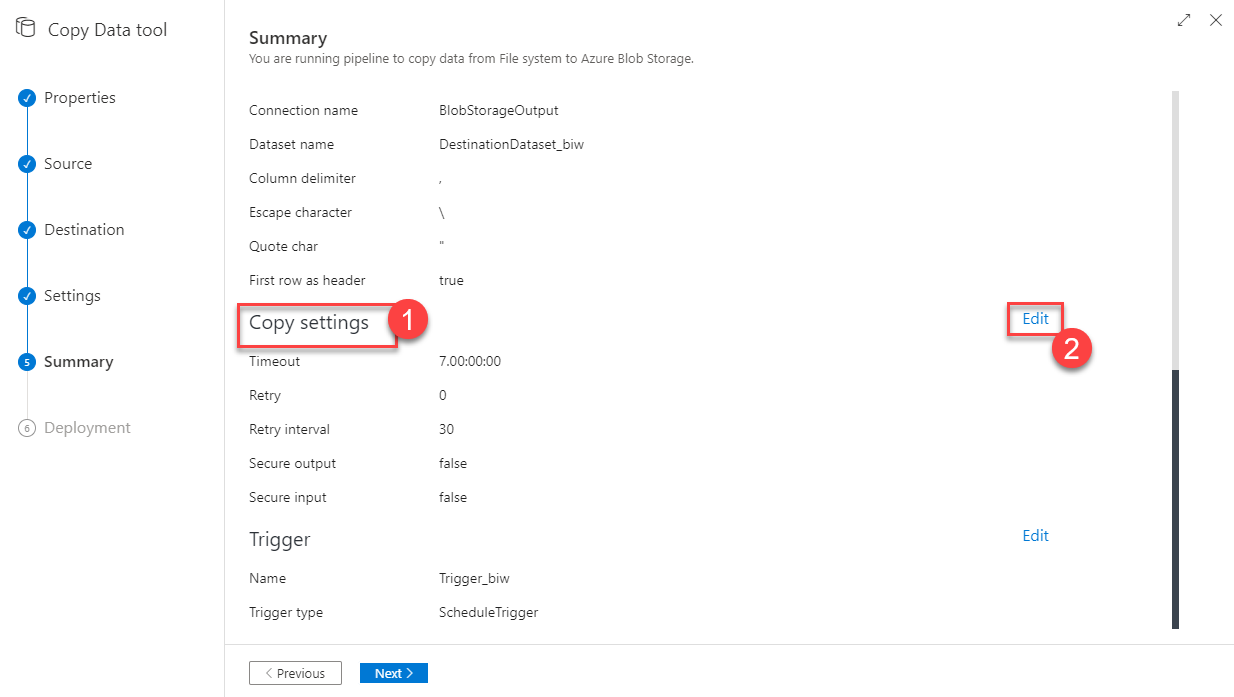 Copy Data tool
Properties
Source
Destination
Settings
5 Summary
6 Deployment
Summary
You are running pipeline to copy data from File system to Azure Blob Storage.
Connection name BlobStorageOutput
Dataset name DestinationDataset_biw
Column delimiter ,
Escape character \
Quote char "
First row as header true
Copy settings 1 Edit
2
Timeout 7.00:00:00
Retry 0
Retry interval 30
Secure output false
Secure input false
Trigger Edit
Name Trigger_biw
Trigger type ScheduleTrigger
< Previous Next >